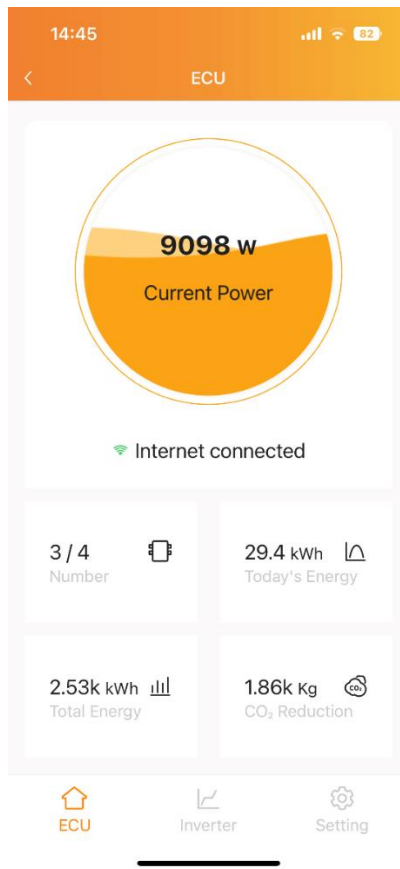 14:45
82
ECU
9098 W
Current Power
Internet connected
3 / 4
Number
29.4 kWh
Today's Energy
2.53k kWh
Total Energy
1.86k Kg
CO₂
CO₂ Reduction
ECU
Inverter
Setting